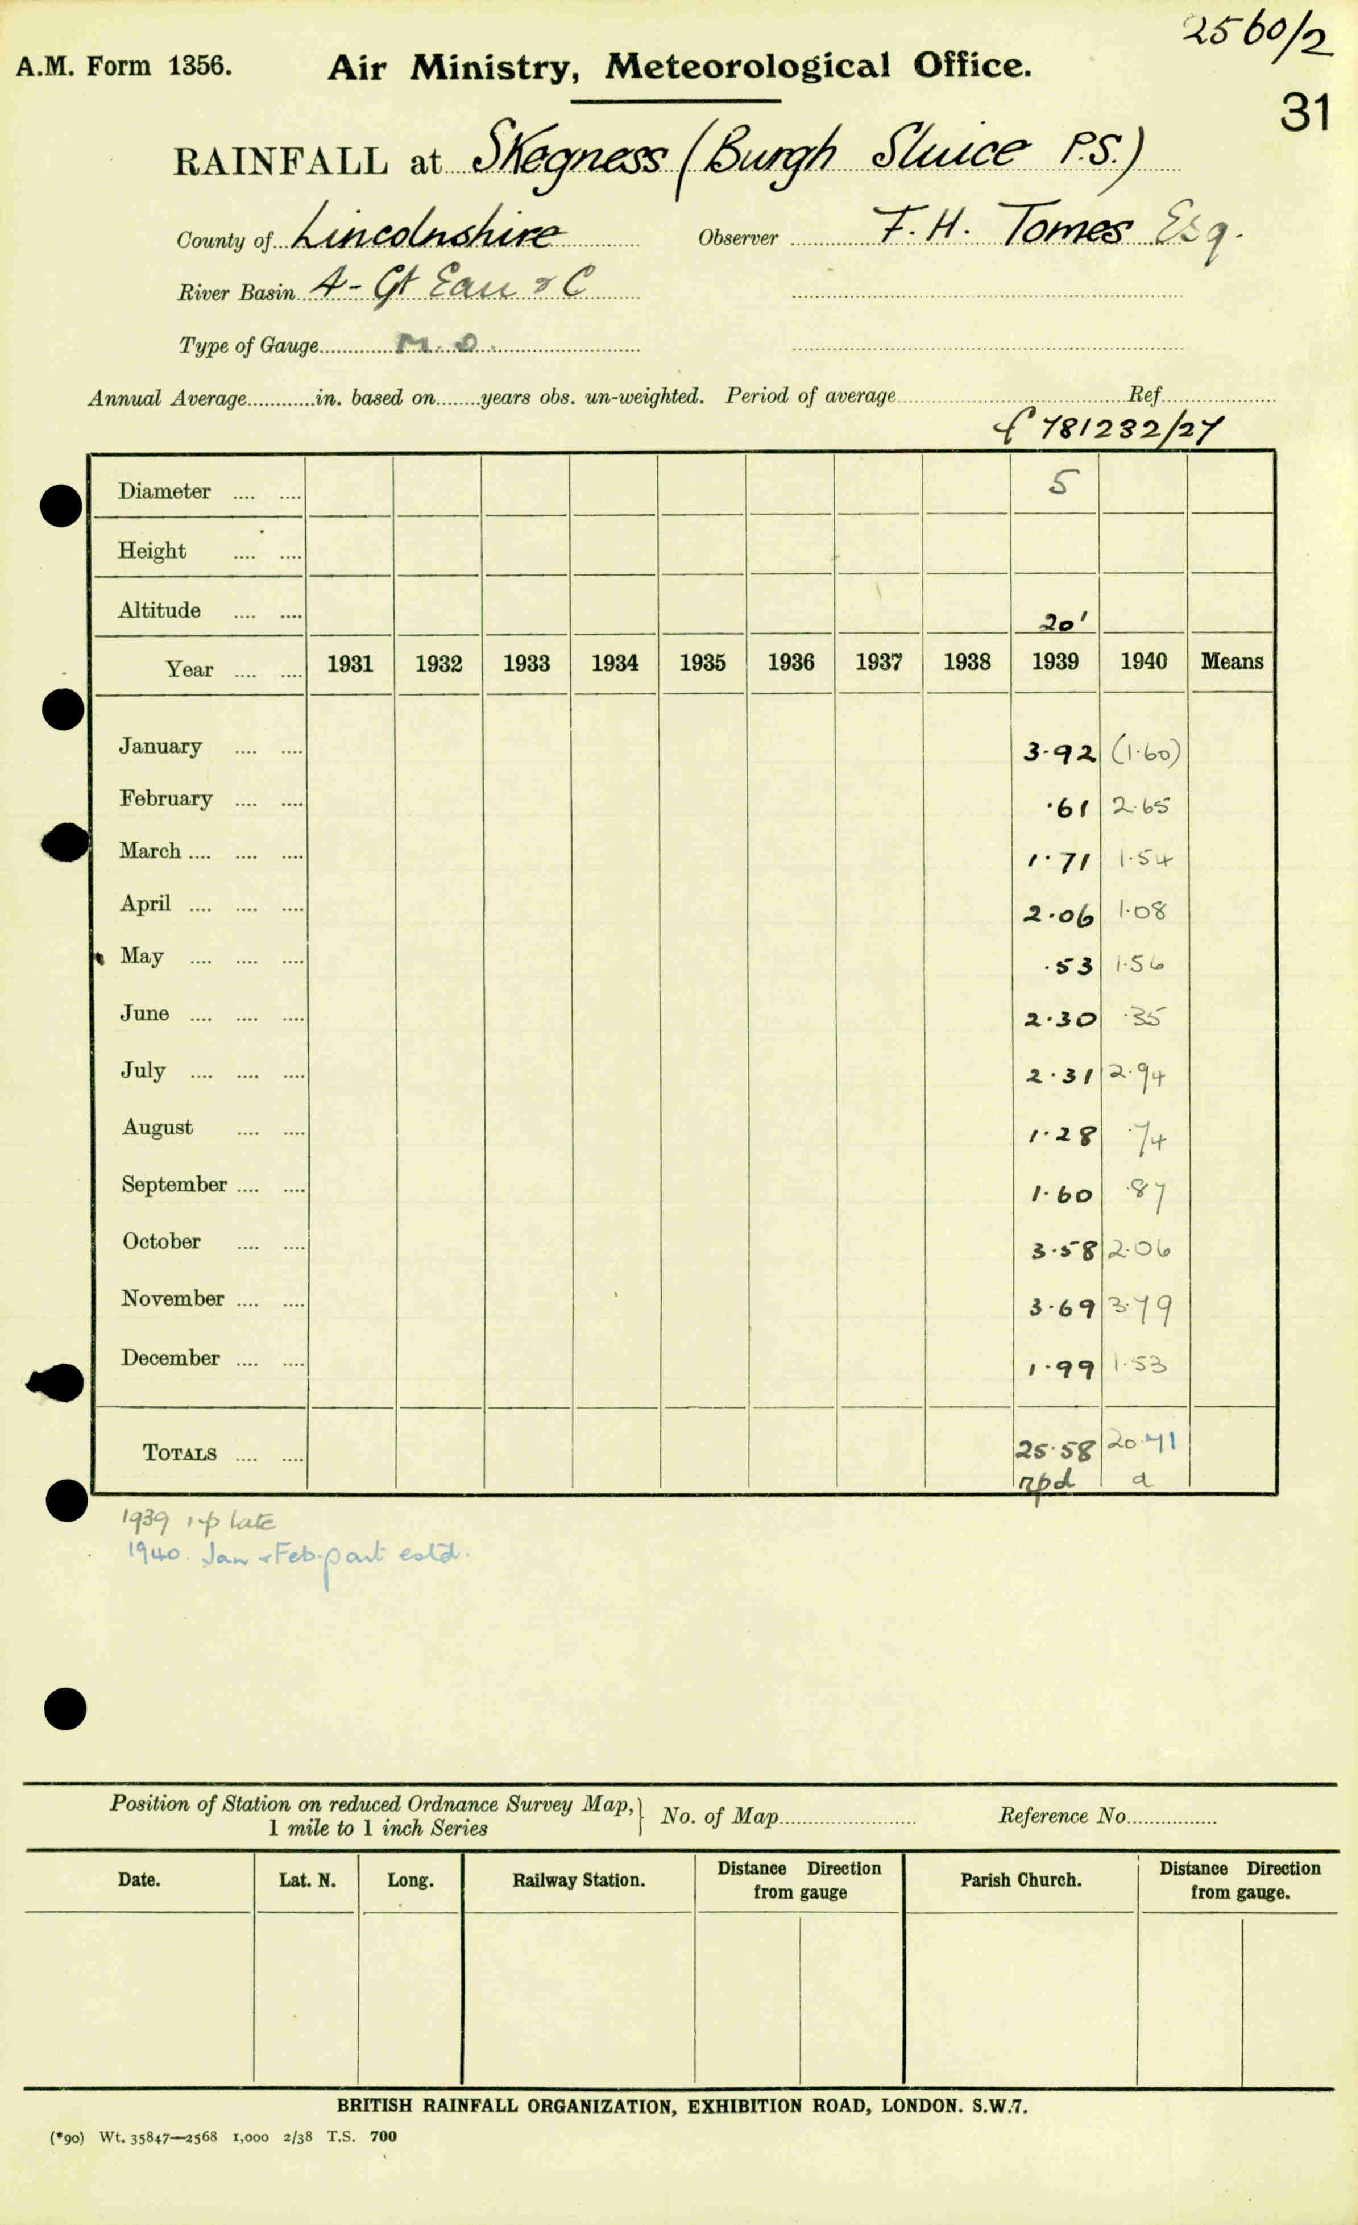 2560/2
A.M. Form 1356. Air Ministry, Meteorological Office.
31
RAINFALL at Skegness (Burgh Sluice P.S.)
County of Lincolnshire Observer F. H. Tomes Esq.
River Basin A - Gt Eau & C
Type of Gauge M. O.
Annual Average............in. based on........years obs. un-weighted. Period of average............ Ref............
781232/27
Diameter .... .... 5
Height .... ....
Altitude .... .... 20'
Year .... .... 1931 1932 1933 1934 1935 1936 1937 1938 1939 1940 Means
January .... .... 3.92 (1.60)
February .... .... .61 2.65
March .... .... .... 1.71 1.54
April .... .... .... 2.06 1.08
May .... .... .... .53 1.56
June .... .... .... 2.30 .35
July .... .... .... 2.31 2.94
August .... .... 1.28 .74
September .... .... 1.60 .87
October .... .... 3.58 2.06
November .... .... 3.69 3.79
December .... .... 1.99 1.53
TOTALS .... .... 25.58 20.71
rpd a
1939 rp late
1940. Jan & Feb. part estd.
Position of Station on reduced Ordnance Survey Map, } No. of Map............ Reference No............
1 mile to 1 inch Series
Date. Lat. N. Long. Railway Station. Distance Direction from gauge Parish Church. Distance Direction from gauge.
BRITISH RAINFALL ORGANIZATION, EXHIBITION ROAD, LONDON. S.W.7.
(*90) Wt. 35847—2568 1,000 2/38 T.S. 700